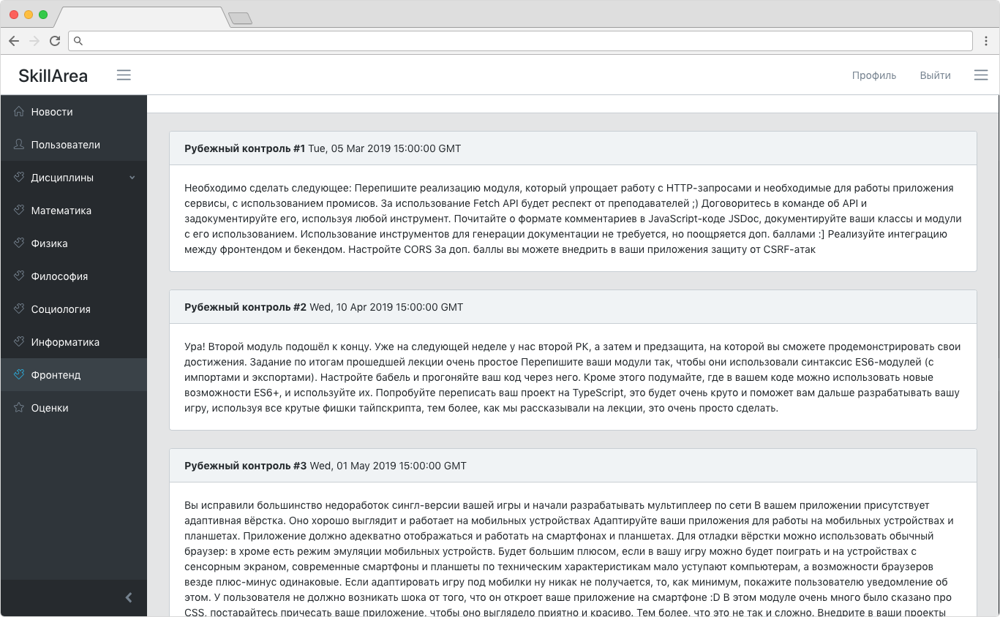 SkillArea
Профиль
Выйти
Новости
Пользователи
Дисциплины
Математика
Физика
Философия
Социология
Информатика
Фронтенд
Оценки
Рубежный контроль #1 Tue, 05 Mar 2019 15:00:00 GMT
Необходимо сделать следующее: Перепишите реализацию модуля, который упрощает работу с HTTP-запросами и необходимые для работы приложения
сервисы, с использованием промисов. За использование Fetch API будет респект от преподавателей ;) Договоритесь в команде об API и
задокументируйте его, используя любой инструмент. Почитайте о формате комментариев в JavaScript-коде JSDoc, документируйте ваши классы и модули
с его использованием. Использование инструментов для генерации документации не требуется, но поощряется доп. баллами :] Реализуйте интеграцию
между фронтендом и бекендом. Настройте CORS За доп. баллы вы можете внедрить в ваши приложения защиту от CSRF-атак
Рубежный контроль #2 Wed, 10 Apr 2019 15:00:00 GMT
Ура! Второй модуль подошёл к концу. Уже на следующей неделе у нас второй РК, а затем и предзащита, на которой вы сможете продемонстрировать свои
достижения. Задание по итогам прошедшей лекции очень простое Перепишите ваши модули так, чтобы они использовали синтаксис ES6-модулей (с
импортами и экспортами). Настройте бабель и прогоняйте ваш код через него. Кроме этого подумайте, где в вашем коде можно использовать новые
возможности ES6+, и используйте их. Попробуйте переписать ваш проект на TypeScript, это будет очень круто и поможет вам дальше разрабатывать вашу
игру, используя все крутые фишки тайпскрипта, тем более, как мы рассказывали на лекции, это очень просто сделать.
Рубежный контроль #3 Wed, 01 May 2019 15:00:00 GMT
Вы исправили большинство недоработок сингл-версии вашей игры и начали разрабатывать мультиплеер по сети В вашем приложении присутствует
адаптивная вёрстка. Оно хорошо выглядит и работает на мобильных устройствах Адаптируйте ваши приложения для работы на мобильных устройствах и
планшетах. Приложение должно адекватно отображаться и работать на смартфонах и планшетах. Для отладки вёрстки можно использовать обычный
браузер: в хроме есть режим эмуляции мобильных устройств. Будет большим плюсом, если в вашу игру можно будет поиграть и на устройствах с
сенсорным экраном, современные смартфоны и планшеты по техническим характеристикам мало уступают компьютерам, а возможности браузеров
везде плюс-минус одинаковые. Если адаптировать игру под мобилки ну никак не получается, то, как минимум, покажите пользователю уведомление об
этом. У пользователя не должно возникать шока от того, что он откроет ваше приложение на смартфоне :D В этом модуле очень много было сказано про
CSS, постарайтесь причесать ваше приложение, чтобы оно выглядело приятно и красиво. Тем более, что это не так и сложно. Внедрите в ваши проекты